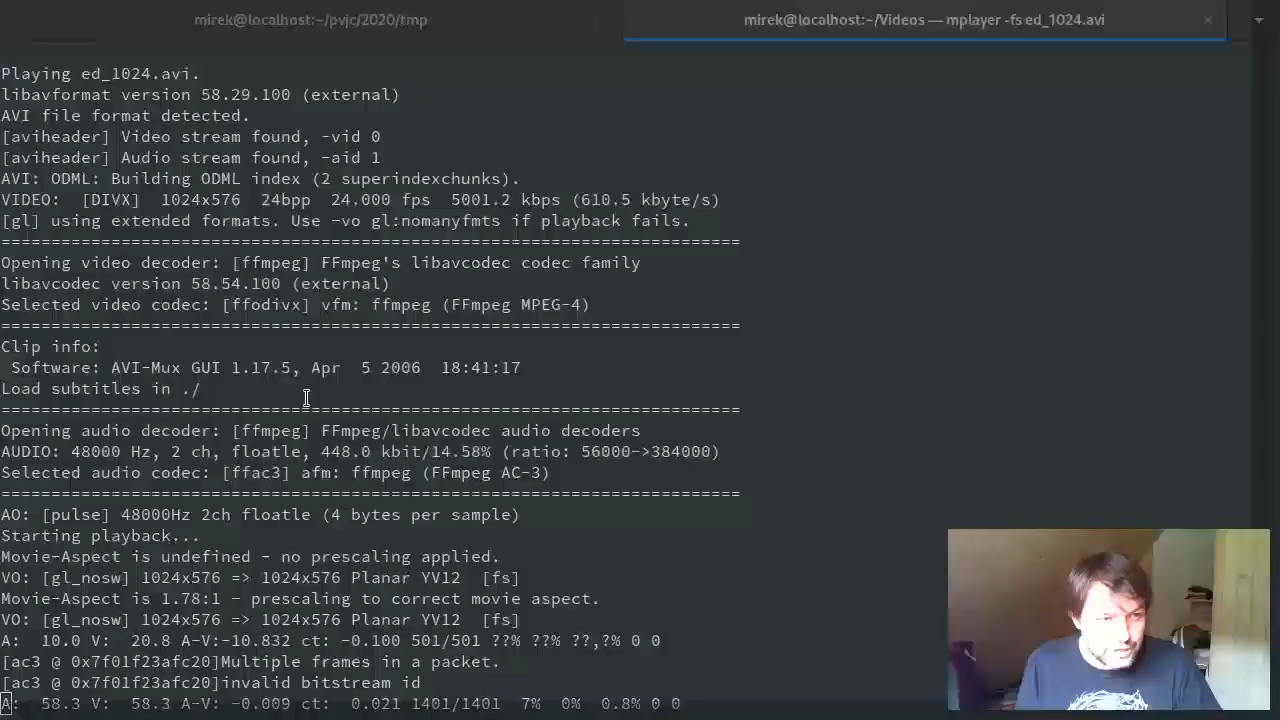 mirek@localhost:~/pvjc/2020/tmp
mirek@localhost:~/Videos — mplayer -fs ed_1024.avi
Playing ed_1024.avi.
libavformat version 58.29.100 (external)
AVI file format detected.
[aviheader] Video stream found, -vid 0
[aviheader] Audio stream found, -aid 1
AVI: ODML: Building ODML index (2 superindexchunks).
VIDEO:  [DIVX]  1024x576  24bpp  24.000 fps  5001.2 kbps (610.5 kbyte/s)
[gl] using extended formats. Use -vo gl:nomanyfmts if playback fails.
==========================================================================
Opening video decoder: [ffmpeg] FFmpeg's libavcodec codec family
libavcodec version 58.54.100 (external)
Selected video codec: [ffodivx] vfm: ffmpeg (FFmpeg MPEG-4)
==========================================================================
Clip info:
 Software: AVI-Mux GUI 1.17.5, Apr  5 2006  18:41:17
Load subtitles in ./
==========================================================================
Opening audio decoder: [ffmpeg] FFmpeg/libavcodec audio decoders
AUDIO: 48000 Hz, 2 ch, floatle, 448.0 kbit/14.58% (ratio: 56000->384000)
Selected audio codec: [ffac3] afm: ffmpeg (FFmpeg AC-3)
==========================================================================
AO: [pulse] 48000Hz 2ch floatle (4 bytes per sample)
Starting playback...
Movie-Aspect is undefined - no prescaling applied.
VO: [gl_nosw] 1024x576 => 1024x576 Planar YV12  [fs]
Movie-Aspect is 1.78:1 - prescaling to correct movie aspect.
VO: [gl_nosw] 1024x576 => 1024x576 Planar YV12  [fs]
A:  10.0 V:  20.8 A-V:-10.832 ct: -0.100 501/501 ??% ??% ??,?% 0 0
[ac3 @ 0x7f01f23afc20]Multiple frames in a packet.
[ac3 @ 0x7f01f23afc20]invalid bitstream id
A:  58.3 V:  58.3 A-V: -0.009 ct:  0.021 1401/1401  7%  0%  0.8% 0 0